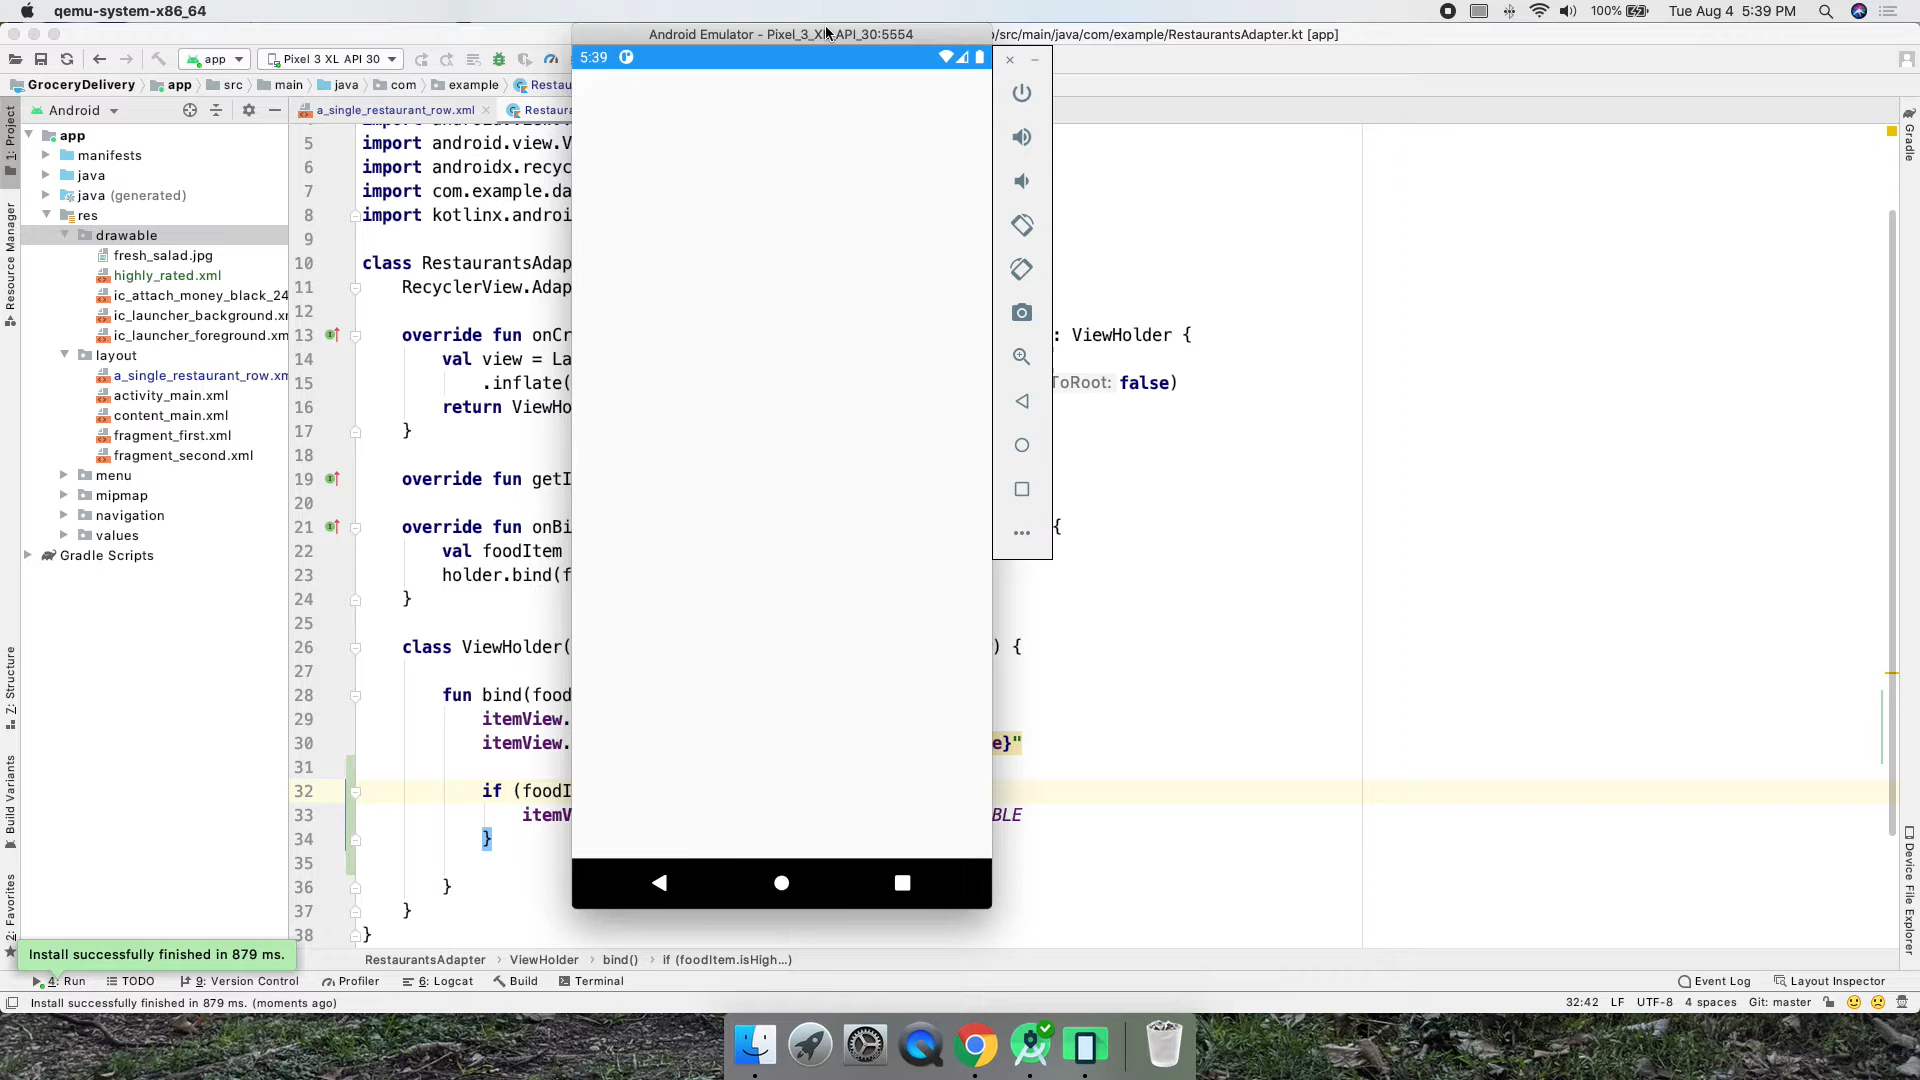 qemu-system-x86_64
100%
Tue Aug 4 5:39 PM
Android Emulator - Pixel_3_XL_API_30:5554
/src/main/java/com/example/RestaurantsAdapter.kt [app]
app
Pixel 3 XL API 30
GroceryDelivery
app
src
main
java
com
example
Restau
Android
a_single_restaurant_row.xml
Restaura
5:39
1: Project
Resource Manager
Z: Structure
Build Variants
2: Favorites
app
manifests
java
java (generated)
res
drawable
fresh_salad.jpg
highly_rated.xml
ic_attach_money_black_24
ic_launcher_background.xm
ic_launcher_foreground.xm
layout
a_single_restaurant_row.xm
activity_main.xml
content_main.xml
fragment_first.xml
fragment_second.xml
menu
mipmap
navigation
values
Gradle Scripts
5 import android.view.V
6 import androidx.recyc
7 import com.example.da
8 import kotlinx.androi
9
10 class RestaurantsAdap
11 RecyclerView.Adap
12
13 override fun onCr : ViewHolder {
14 val view = La
15 .inflate( ToRoot: false)
16 return ViewHo
17 }
18
19 override fun getI
20
21 override fun onBi {
22 val foodItem
23 holder.bind(f
24 }
25
26 class ViewHolder( ) {
27
28 fun bind(food
29 itemView.
30 itemView. e}"
31
32 if (foodI
33 itemV BLE
34 }
35
36 }
37 }
38 }
Gradle
Device File Explorer
Install successfully finished in 879 ms.
RestaurantsAdapter
ViewHolder
bind()
if (foodItem.isHigh...)
4: Run
TODO
9: Version Control
Profiler
6: Logcat
Build
Terminal
Event Log
Layout Inspector
Install successfully finished in 879 ms. (moments ago)
32:42
LF
UTF-8
4 spaces
Git: master